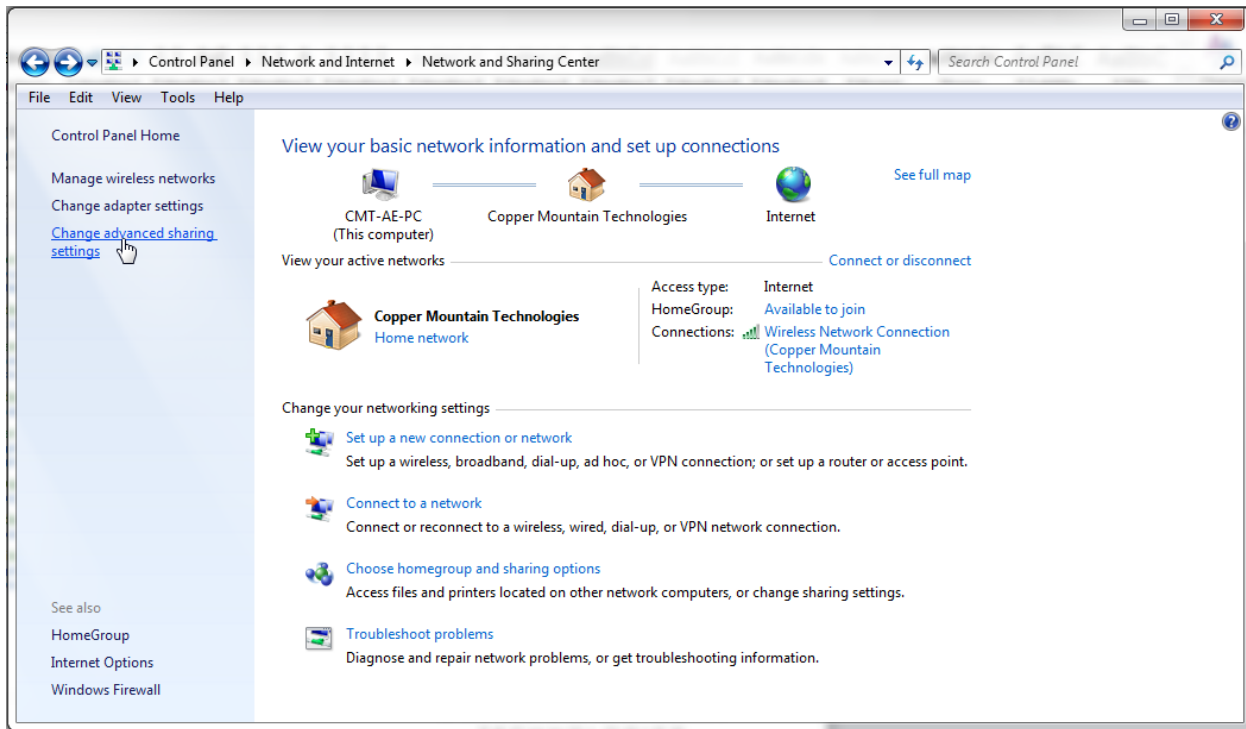 Control Panel ▸ Network and Internet ▸ Network and Sharing Center
Search Control Panel
File Edit View Tools Help
Control Panel Home
Manage wireless networks
Change adapter settings
Change advanced sharing
settings
See also
HomeGroup
Internet Options
Windows Firewall
View your basic network information and set up connections
See full map
CMT-AE-PC
(This computer)
Copper Mountain Technologies
Internet
View your active networks
Connect or disconnect
Copper Mountain Technologies
Home network
Access type: Internet
HomeGroup: Available to join
Connections: Wireless Network Connection
(Copper Mountain
Technologies)
Change your networking settings
Set up a new connection or network
Set up a wireless, broadband, dial-up, ad hoc, or VPN connection; or set up a router or access point.
Connect to a network
Connect or reconnect to a wireless, wired, dial-up, or VPN network connection.
Choose homegroup and sharing options
Access files and printers located on other network computers, or change sharing settings.
Troubleshoot problems
Diagnose and repair network problems, or get troubleshooting information.